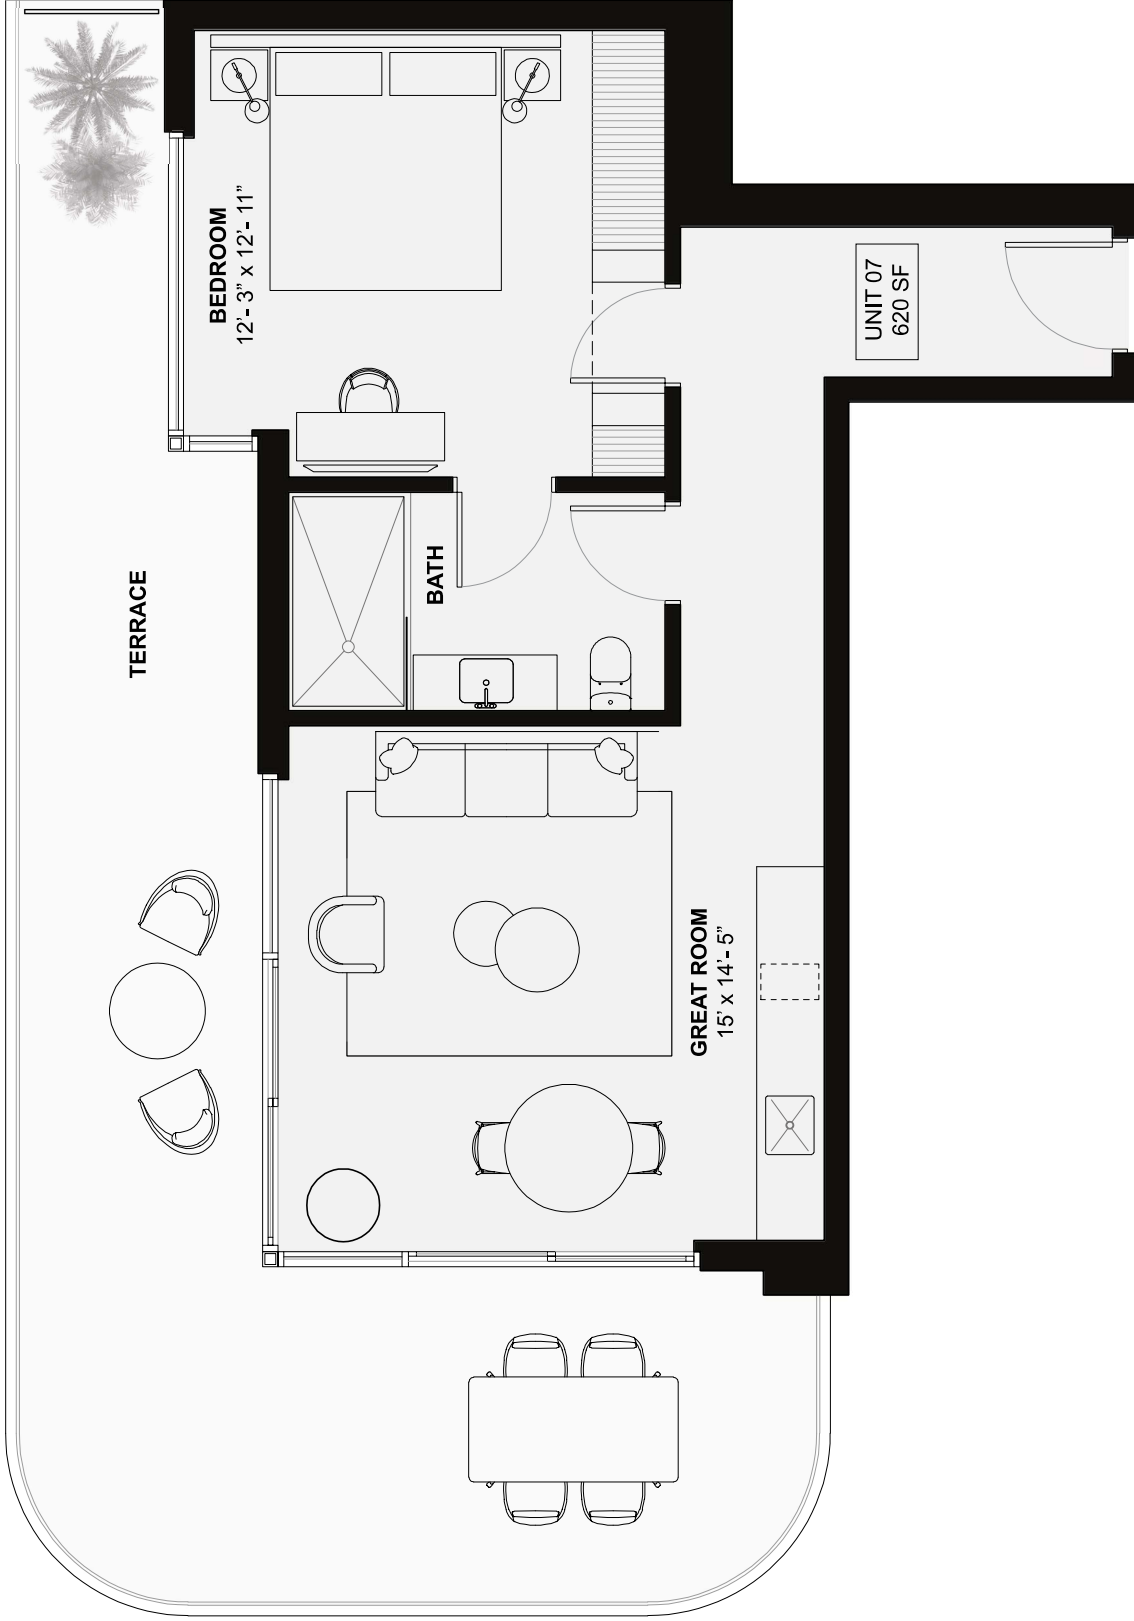 UNIT 07
620 SF
BEDROOM
12'- 3" x 12'- 11"
BATH
TERRACE
GREAT ROOM
15' x 14'- 5"